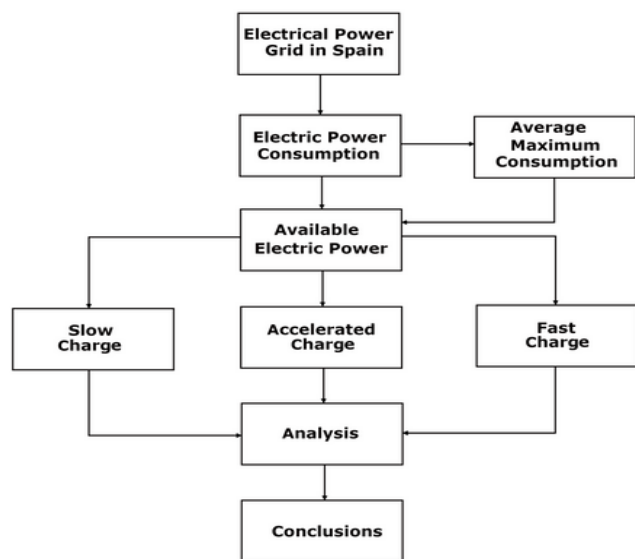 Electrical Power
Grid in Spain
Electric Power
Consumption
Average
Maximum
Consumption
Available
Electric Power
Slow
Charge
Accelerated
Charge
Fast
Charge
Analysis
Conclusions